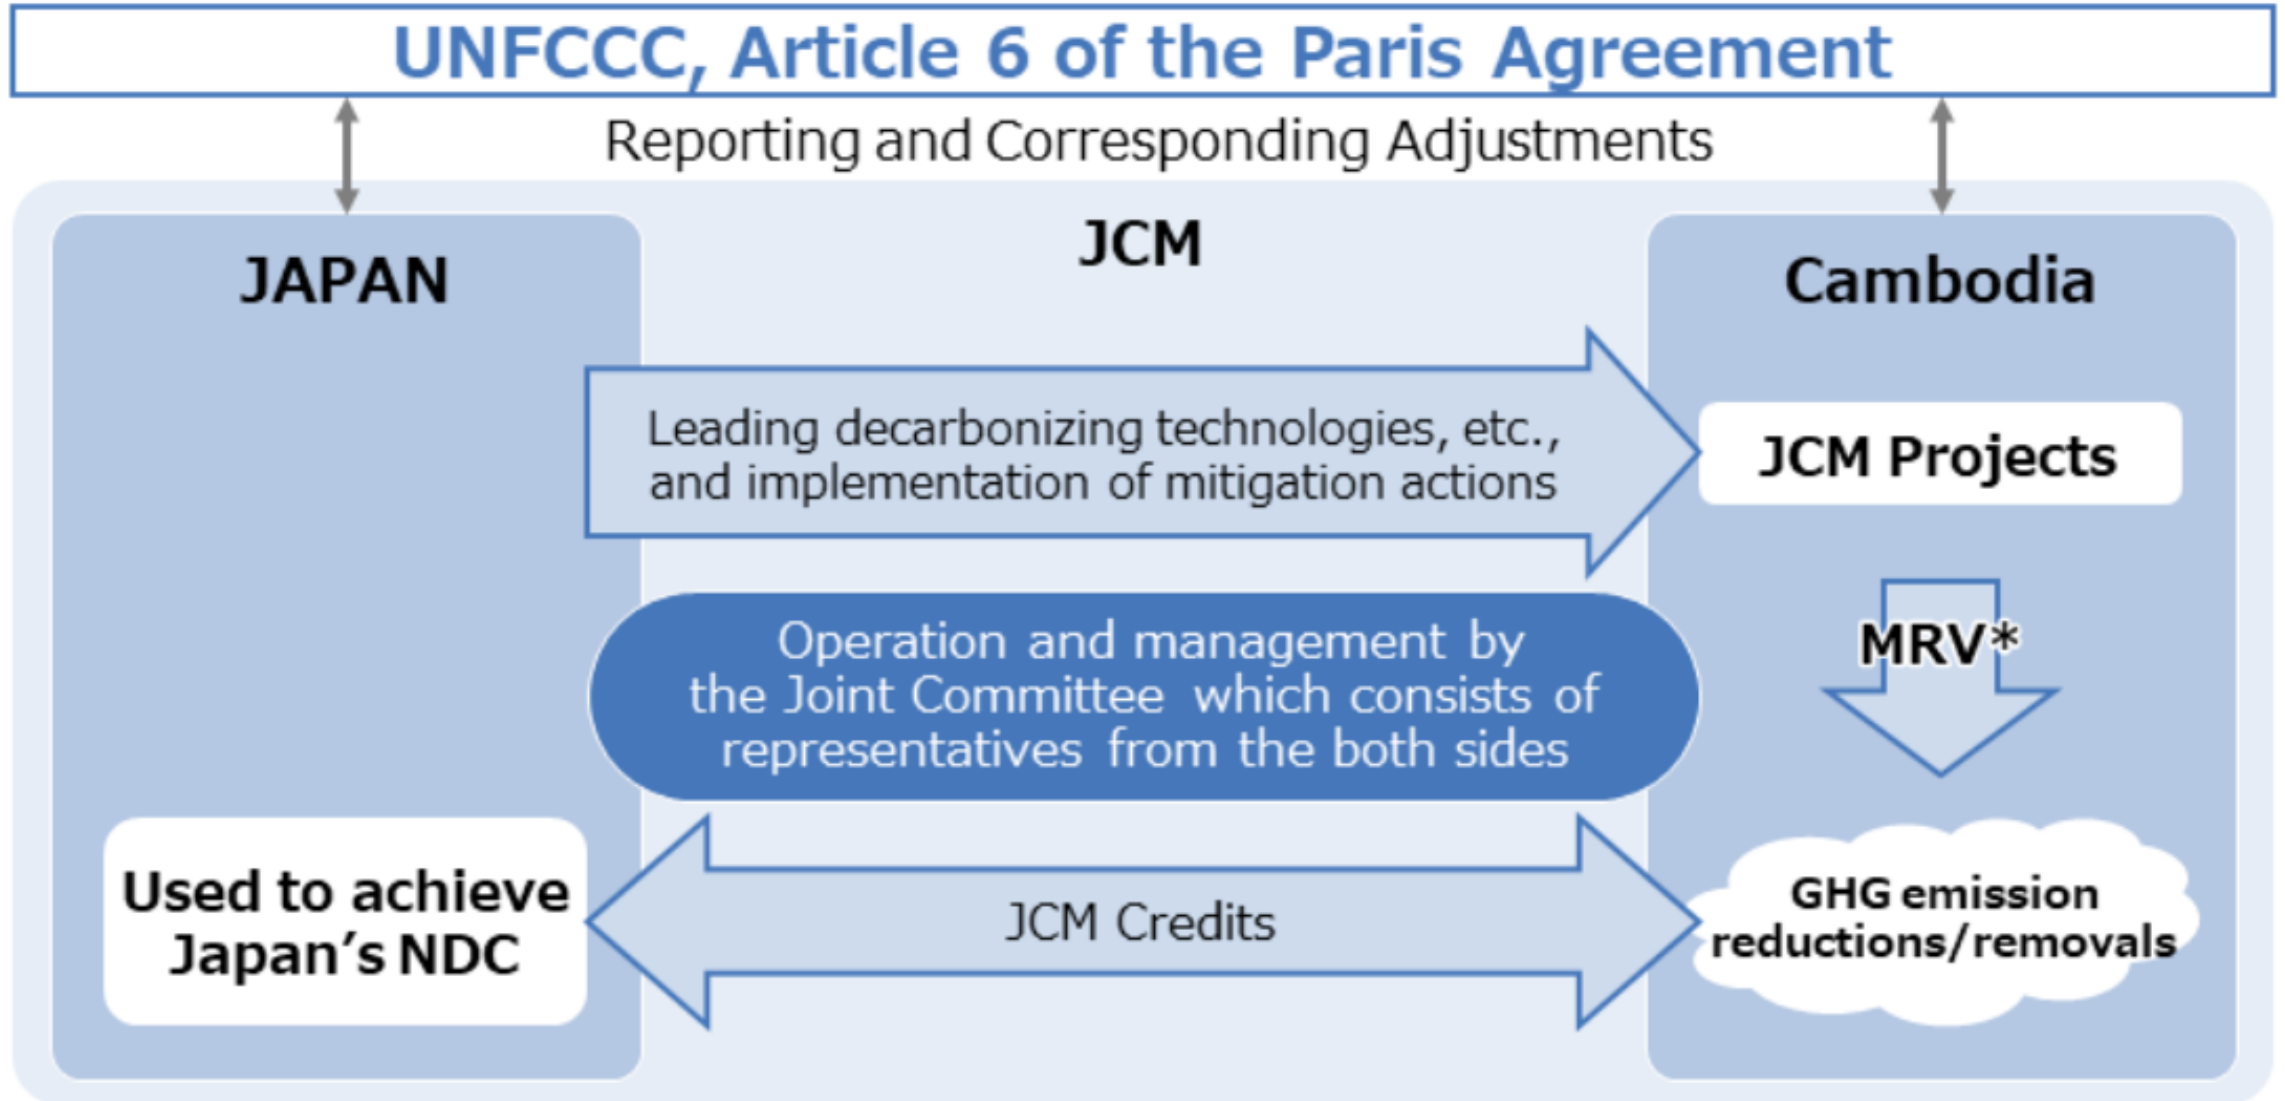 UNFCCC, Article 6 of the Paris Agreement
Reporting and Corresponding Adjustments
JCM
JAPAN
Cambodia
Leading decarbonizing technologies, etc.,
and implementation of mitigation actions
JCM Projects
Operation and management by
the Joint Committee which consists of
representatives from the both sides
MRV*
Used to achieve
Japan’s NDC
JCM Credits
GHG emission
reductions/removals